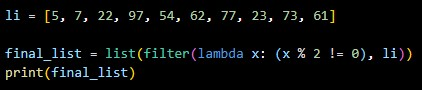 li = [5, 7, 22, 97, 54, 62, 77, 23, 73, 61]
final_list = list(filter(lambda x: (x % 2 != 0), li))
print(final_list)